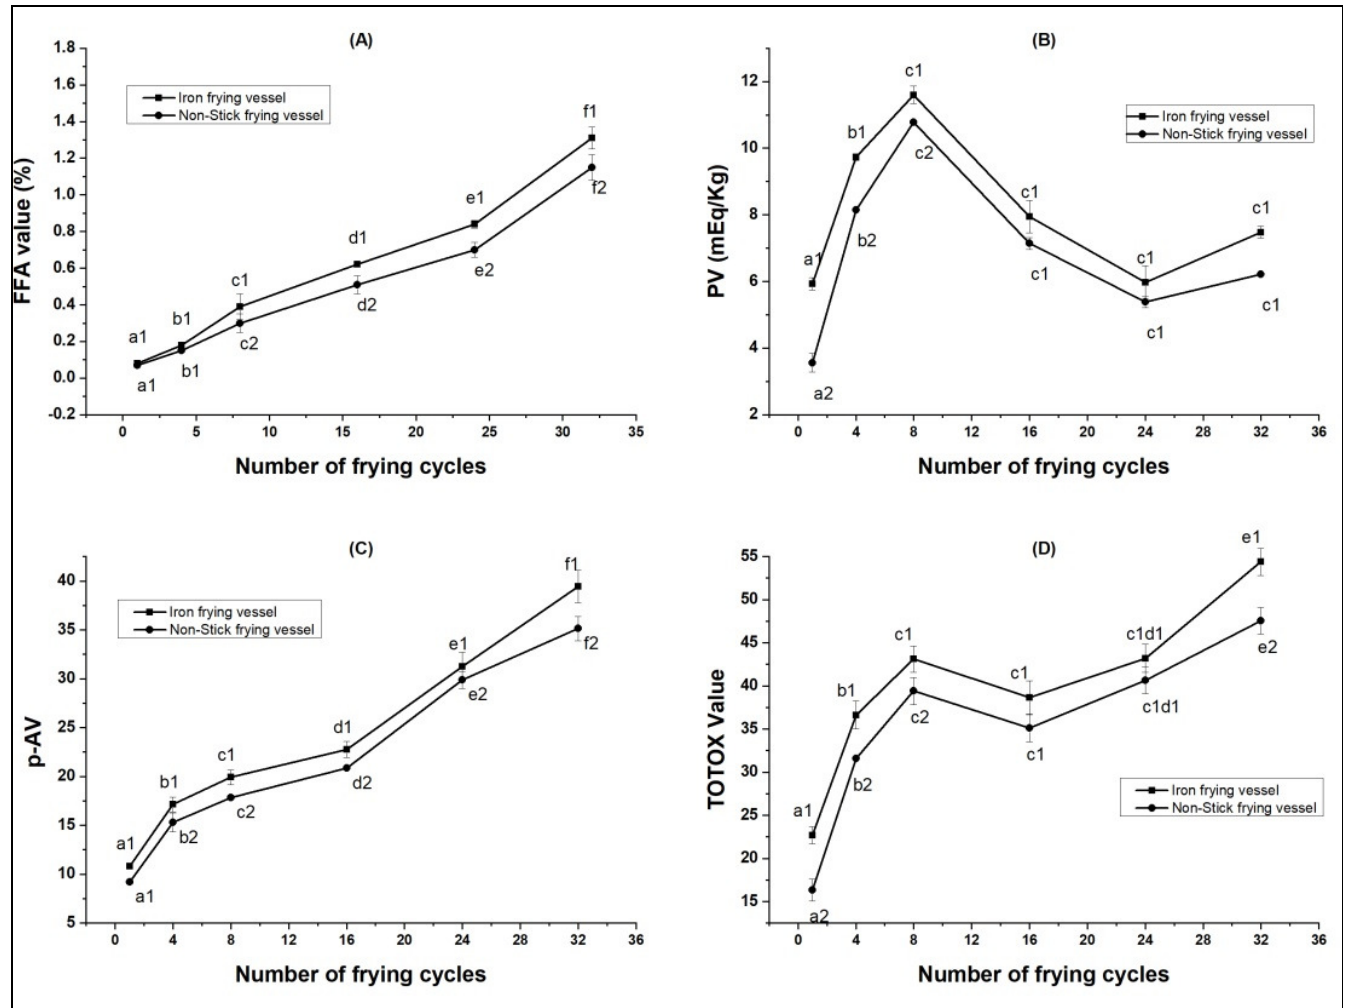 (A)
FFA value (%)
1.8
1.6
1.4
1.2
1.0
0.8
0.6
0.4
0.2
0.0
-0.2
Iron frying vessel
Non-Stick frying vessel
a1
b1
c1
d1
e1
f1
a1
b1
c2
d2
e2
f2
0 5 10 15 20 25 30 35
Number of frying cycles
(B)
PV (mEq/Kg)
12
10
8
6
4
2
Iron frying vessel
Non-Stick frying vessel
a1
b1
c1
c1
c1
c1
a2
b2
c2
c1
c1
c1
0 4 8 12 16 20 24 28 32 36
Number of frying cycles
(C)
p-AV
40
35
30
25
20
15
10
5
Iron frying vessel
Non-Stick frying vessel
a1
b1
c1
d1
e1
f1
a1
b2
c2
d2
e2
f2
0 4 8 12 16 20 24 28 32 36
Number of frying cycles
(D)
TOTOX Value
55
50
45
40
35
30
25
20
15
Iron frying vessel
Non-Stick frying vessel
a1
b1
c1
c1
c1d1
e1
a2
b2
c2
c1
c1d1
e2
0 4 8 12 16 20 24 28 32 36
Number of frying cycles